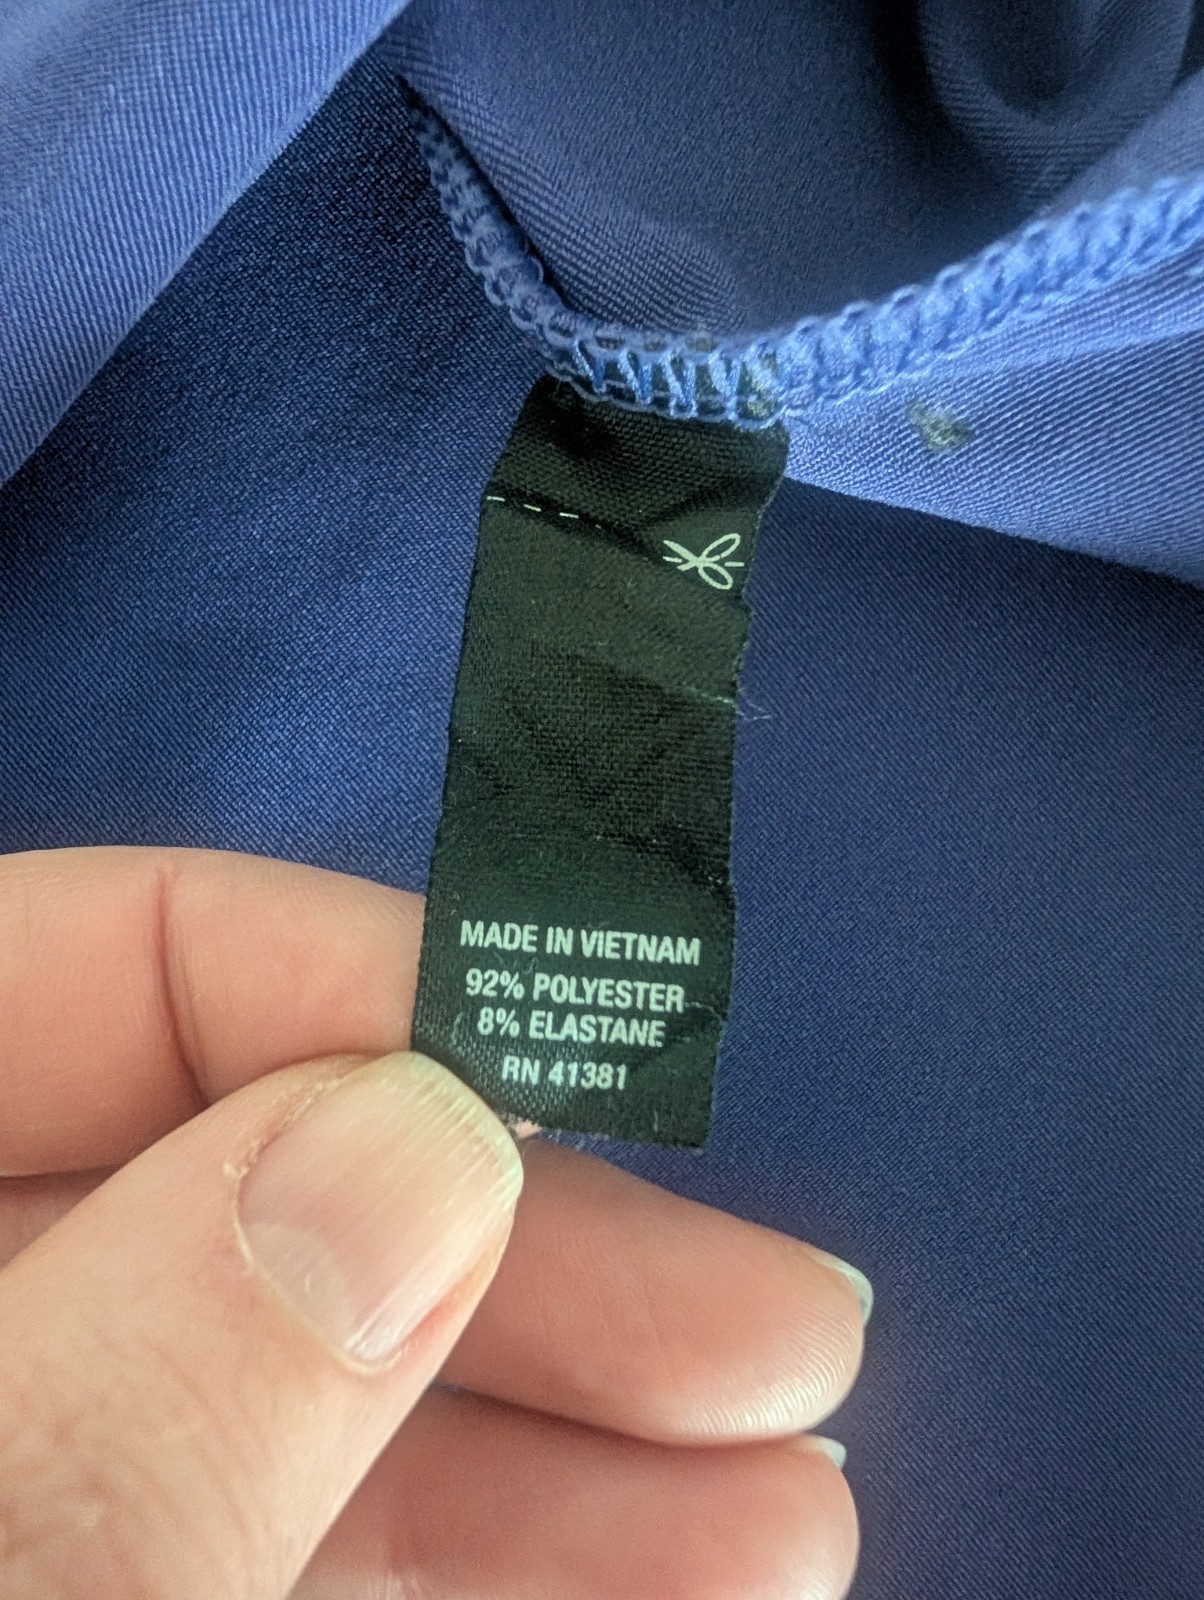 MADE IN VIETNAM
92% POLYESTER
8% ELASTANE
RN 41381